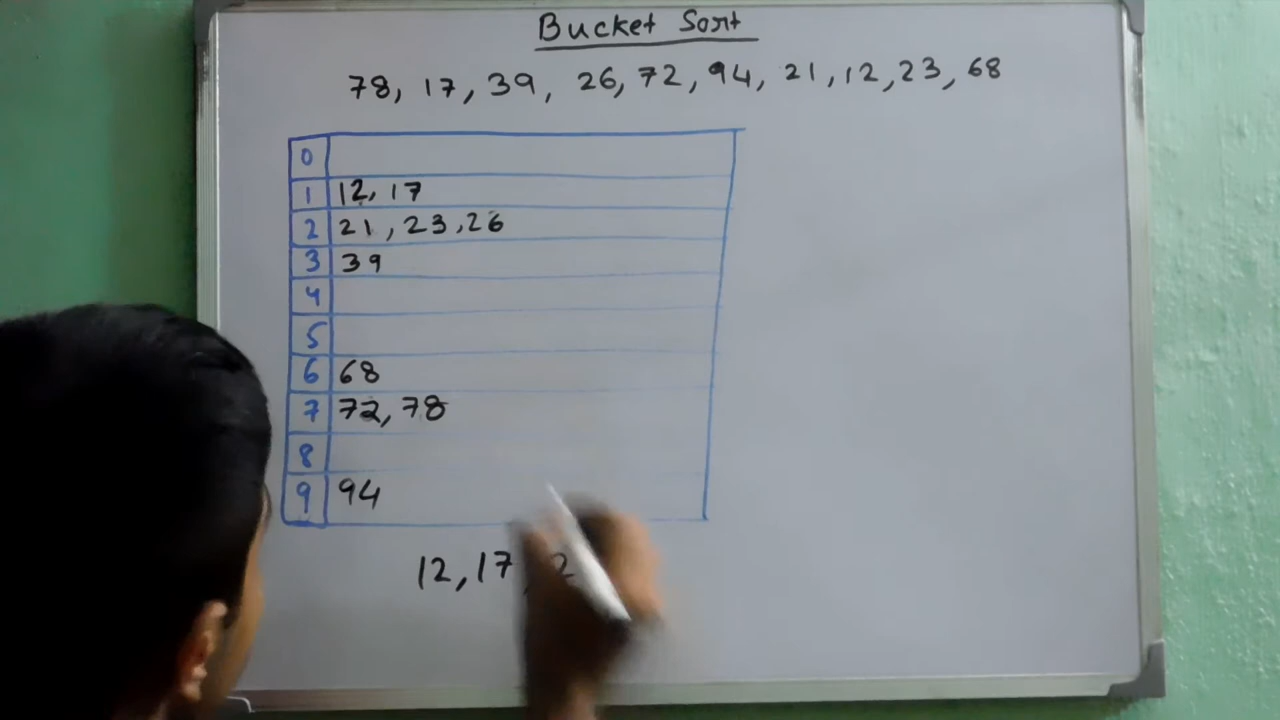 Bucket Sort
78, 17, 39, 26, 72, 94, 21, 12, 23, 68
0
1 12, 17
2 21, 23, 26
3 39
4
5
6 68
7 72, 78
8
9 94
12, 17, 2